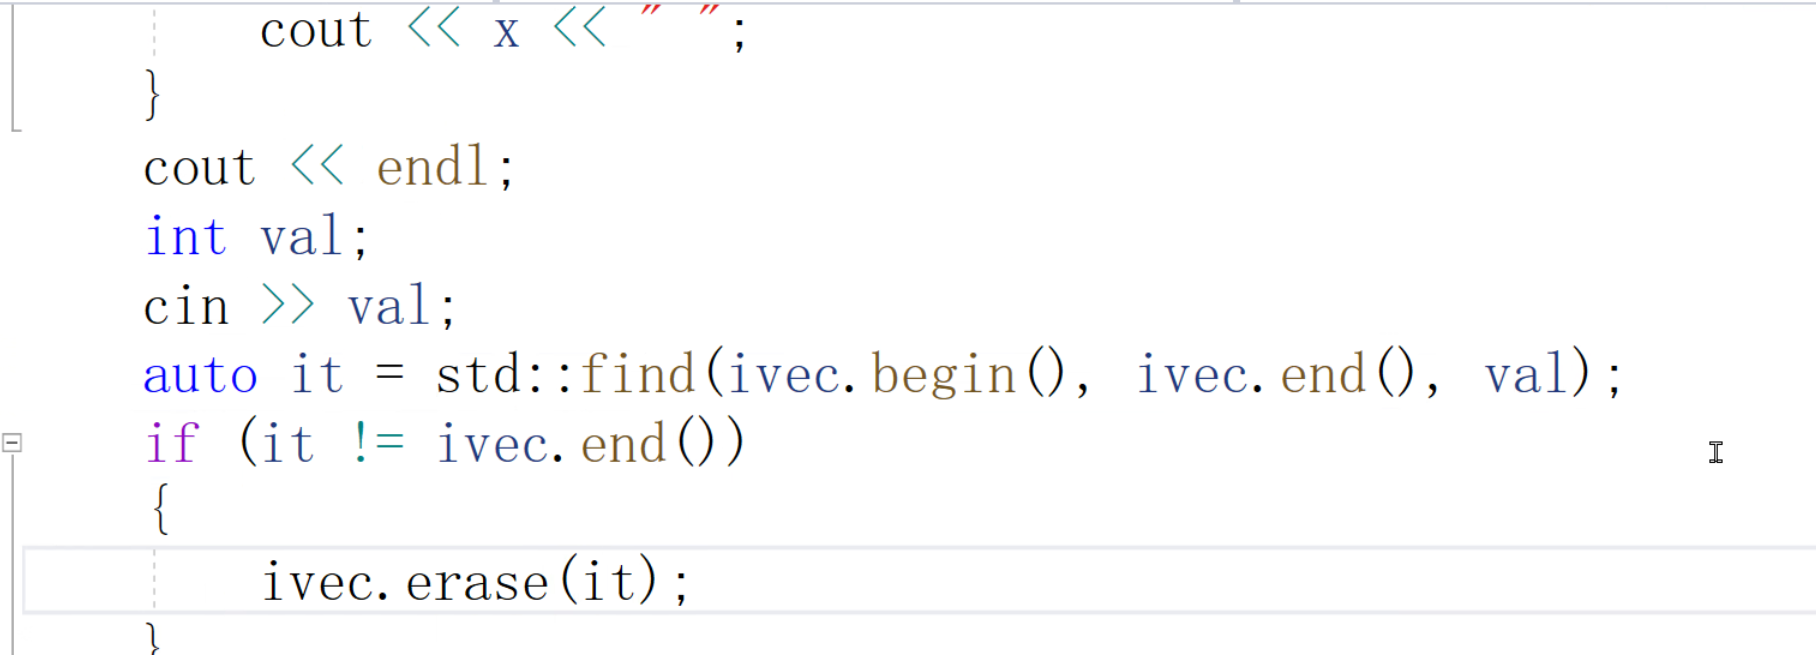 cout << x << " ";
}
cout << endl;
int val;
cin >> val;
auto it = std::find(ivec.begin(), ivec.end(), val);
if (it != ivec.end())
{
ivec.erase(it);
}